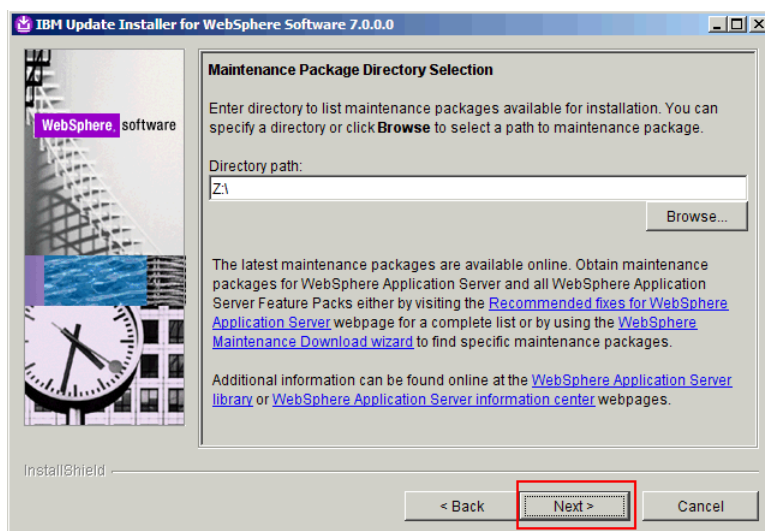 IBM Update Installer for WebSphere Software 7.0.0.0
WebSphere. software
Maintenance Package Directory Selection
Enter directory to list maintenance packages available for installation. You can
specify a directory or click Browse to select a path to maintenance
package.
Directory path:
Z:\
Browse...
The latest maintenance packages are available online. Obtain maintenance
packages for WebSphere Application Server and all WebSphere Application
Server Feature Packs either by visiting the Recommended fixes for WebSphere
Application Server webpage for a complete list or by using the WebSphere
Maintenance Download wizard to find specific maintenance packages.
Additional information can be found online at the WebSphere Application Server
library or WebSphere Application Server information center webpages.
InstallShield
< Back
Next >
Cancel